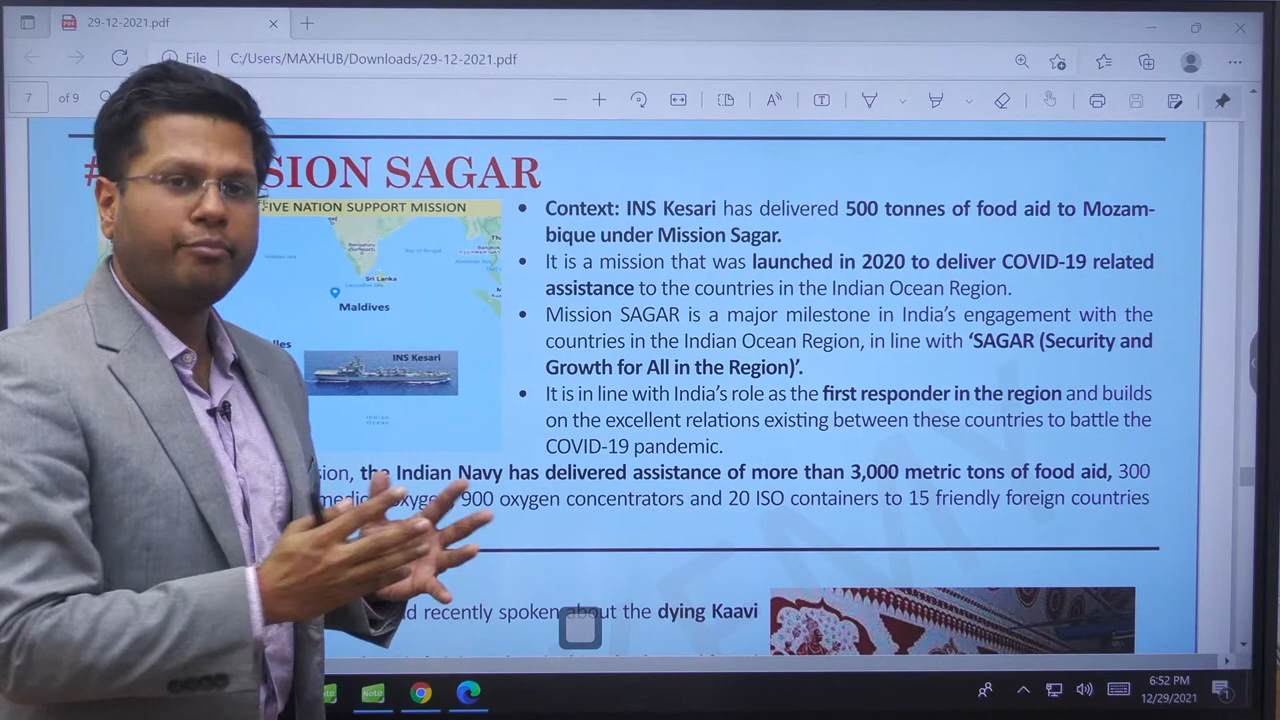 29-12-2021.pdf
File
C:/Users/MAXHUB/Downloads/29-12-2021.pdf
7 of 9
SION SAGAR
FIVE NATION SUPPORT MISSION
Sri Lanka
Maldives
lles
INS Kesari
Indian
Ocean
• Context: INS Kesari has delivered 500 tonnes of food aid to Mozam-
bique under Mission Sagar.
• It is a mission that was launched in 2020 to deliver COVID-19 related
assistance to the countries in the Indian Ocean Region.
• Mission SAGAR is a major milestone in India's engagement with the
countries in the Indian Ocean Region, in line with ‘SAGAR (Security and
Growth for All in the Region)’.
• It is in line with India's role as the first responder in the region and builds
on the excellent relations existing between these countries to battle the
COVID-19 pandemic.
sion, the Indian Navy has delivered assistance of more than 3,000 metric tons of food aid, 300
900 oxygen concentrators and 20 ISO containers to 15 friendly foreign countries
d recently spoken about the dying Kaavi
6:52 PM
12/29/2021